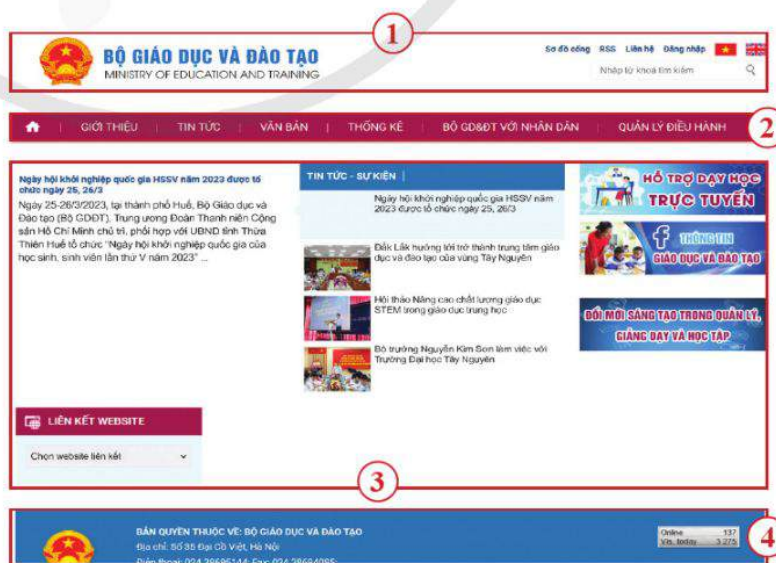 1
BỘ GIÁO DỤC VÀ ĐÀO TẠO
MINISTRY OF EDUCATION AND TRAINING
Sơ đồ cổng RSS Liên hệ Đăng nhập
Nhập từ khoá tìm kiếm
GIỚI THIỆU | TIN TỨC | VĂN BẢN | THỐNG KÊ | BỘ GD&ĐT VỚI NHÂN DÂN | QUẢN LÝ ĐIỀU HÀNH
2
Ngày hội khởi nghiệp quốc gia HSSV năm 2023 được tổ
chức ngày 25, 26/3
Ngày 25-26/3/2023, tại thành phố Huế, Bộ Giáo dục và
Đào tạo (Bộ GDĐT), Trung ương Đoàn Thanh niên Cộng
sản Hồ Chí Minh chủ trì, phối hợp với UBND tỉnh Thừa
Thiên Huế tổ chức "Ngày hội khởi nghiệp quốc gia của
học sinh, sinh viên lần thứ V năm 2023" ...
TIN TỨC - SỰ KIỆN
Ngày hội khởi nghiệp quốc gia HSSV năm
2023 được tổ chức ngày 25, 26/3
Đắk Lắk hướng tới trở thành trung tâm giáo
dục và đào tạo của vùng Tây Nguyên
Hội thảo Nâng cao chất lượng giáo dục
STEM trong giáo dục trung học
Bộ trưởng Nguyễn Kim Sơn làm việc với
Trường Đại học Tây Nguyên
HỖ TRỢ DẠY HỌC
TRỰC TUYẾN
THÔNG TIN
GIÁO DỤC VÀ ĐÀO TẠO
ĐỔI MỚI SÁNG TẠO TRONG QUẢN LÝ,
GIẢNG DẠY VÀ HỌC TẬP
LIÊN KẾT WEBSITE
Chọn website liên kết
3
BẢN QUYỀN THUỘC VỀ: BỘ GIÁO DỤC VÀ ĐÀO TẠO
Địa chỉ: Số 35 Đại Cồ Việt, Hà Nội
Điện thoại: 024.38695144; Fax: 024.38694085;
Online 137
Vis. today 3.275
4